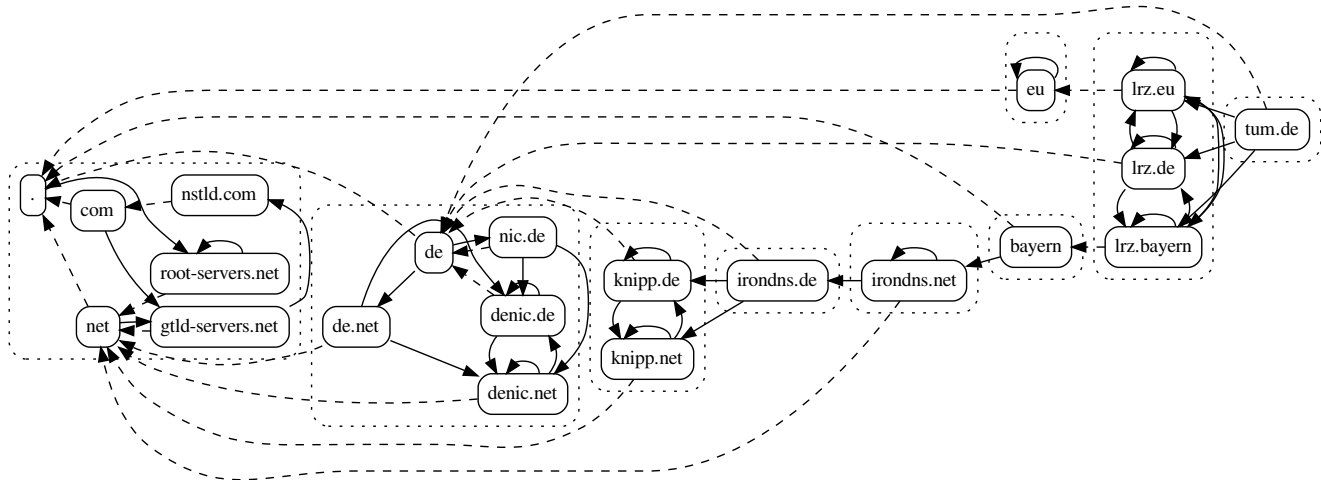 eu
lrz.eu
tum.de
lrz.de
.
com
nstld.com
de
nic.de
bayern
lrz.bayern
root-servers.net
knipp.de
irondns.de
irondns.net
net
gtld-servers.net
de.net
denic.de
knipp.net
denic.net